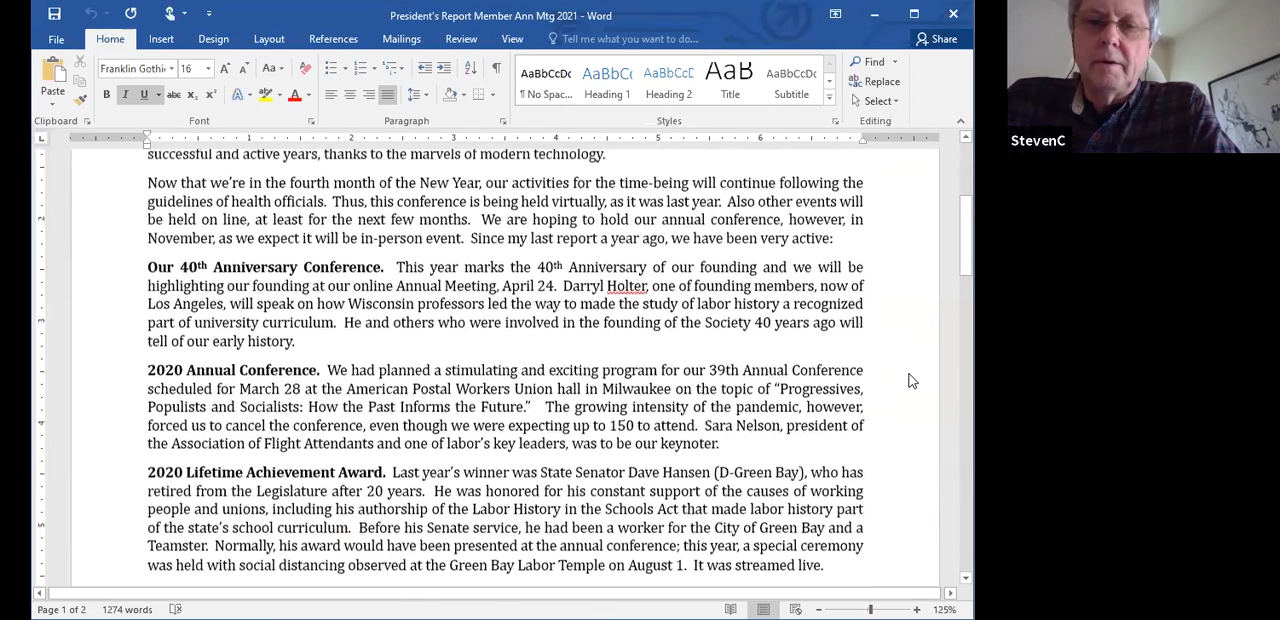 President's Report Member Ann Mtg 2021 - Word
File Home Insert Design Layout References Mailings Review View Tell me what you want to do... Share
Paste
Clipboard
Franklin Gothi 16
Aa
B I U abc X₂ X²
A A
Font
Paragraph
AaBbCcDc AaBbCc AaBbCcD AaB AaBbCcDc
¶ No Spac... Heading 1 Heading 2 Title Subtitle
Styles
Find
Replace
Select
Editing
StevenC
1 2 3 4 5 6
successful and active years, thanks to the marvels of modern technology.
Now that we're in the fourth month of the New Year, our activities for the time-being will continue following the
guidelines of health officials. Thus, this conference is being held virtually, as it was last year. Also other events will
be held on line, at least for the next few months. We are hoping to hold our annual conference, however, in
November, as we expect it will be in-person event. Since my last report a year ago, we have been very active:
Our 40th Anniversary Conference. This year marks the 40th Anniversary of our founding and we will be
highlighting our founding at our online Annual Meeting, April 24. Darryl Holter, one of founding members, now of
Los Angeles, will speak on how Wisconsin professors led the way to made the study of labor history a recognized
part of university curriculum. He and others who were involved in the founding of the Society 40 years ago will
tell of our early history.
2020 Annual Conference. We had planned a stimulating and exciting program for our 39th Annual Conference
scheduled for March 28 at the American Postal Workers Union hall in Milwaukee on the topic of “Progressives,
Populists and Socialists: How the Past Informs the Future.” The growing intensity of the pandemic, however,
forced us to cancel the conference, even though we were expecting up to 150 to attend. Sara Nelson, president of
the Association of Flight Attendants and one of labor's key leaders, was to be our keynoter.
2020 Lifetime Achievement Award. Last year's winner was State Senator Dave Hansen (D-Green Bay), who has
retired from the Legislature after 20 years. He was honored for his constant support of the causes of working
people and unions, including his authorship of the Labor History in the Schools Act that made labor history part
of the state's school curriculum. Before his Senate service, he had been a worker for the City of Green Bay and a
Teamster. Normally, his award would have been presented at the annual conference; this year, a special ceremony
was held with social distancing observed at the Green Bay Labor Temple on August 1. It was streamed live.
2
3
4
5
Page 1 of 2 1274 words 125%